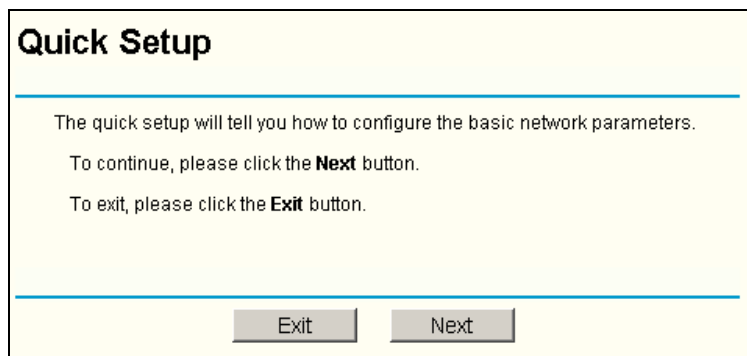 Quick Setup
The quick setup will tell you how to configure the basic network parameters.
To continue, please click the Next button.
To exit, please click the Exit button.
Exit Next